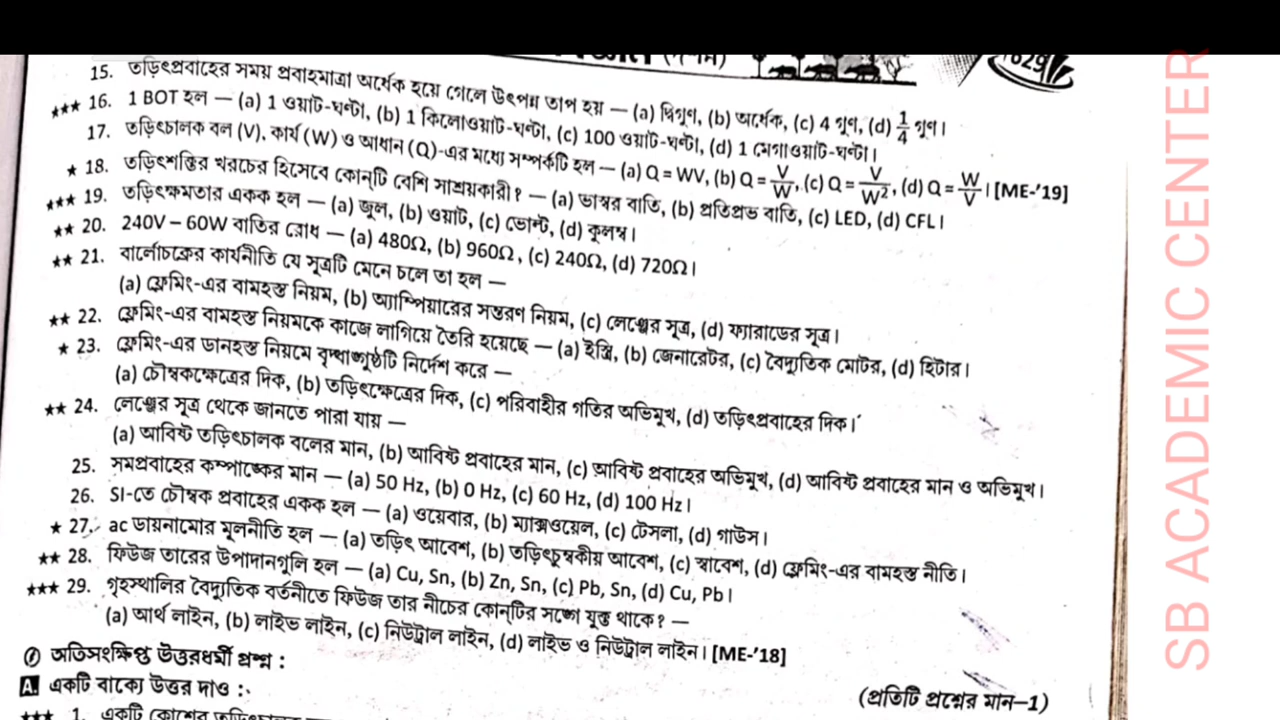 (দশম)
629
15. তড়িৎপ্রবাহের সময় প্রবাহমাত্রা অর্ধেক হয়ে গেলে উৎপন্ন তাপ হয় — (a) দ্বিগুণ, (b) অর্ধেক, (c) 4 গুণ, (d) 1/4 গুণ।
★★★ 16. 1 BOT হল — (a) 1 ওয়াট-ঘণ্টা, (b) 1 কিলোওয়াট-ঘণ্টা, (c) 100 ওয়াট-ঘণ্টা, (d) 1 মেগাওয়াট-ঘণ্টা।
17. তড়িৎচালক বল (V), কার্য (W) ও আধান (Q)-এর মধ্যে সম্পর্কটি হল — (a) Q = WV, (b) Q = V/W, (c) Q = V/W², (d) Q = W/V। [ME-'19]
★ 18. তড়িৎশক্তির খরচের হিসেবে কোন্‌টি বেশি সাশ্রয়কারী? — (a) ভাস্বর বাতি, (b) প্রতিপ্রভ বাতি, (c) LED, (d) CFL।
★★★ 19. তড়িৎক্ষমতার একক হল — (a) জুল, (b) ওয়াট, (c) ভোল্ট, (d) কুলম্ব।
★★ 20. 240V – 60W বাতির রোধ — (a) 480Ω, (b) 960Ω, (c) 240Ω, (d) 720Ω।
★★ 21. বার্লোচক্রের কার্যনীতি যে সূত্রটি মেনে চলে তা হল —
(a) ফ্লেমিং-এর বামহস্ত নিয়ম, (b) অ্যাম্পিয়ারের সন্তরণ নিয়ম, (c) লেঞ্জের সূত্র, (d) ফ্যারাডের সূত্র।
★★ 22. ফ্লেমিং-এর বামহস্ত নিয়মকে কাজে লাগিয়ে তৈরি হয়েছে — (a) ইস্ত্রি, (b) জেনারেটর, (c) বৈদ্যুতিক মোটর, (d) হিটার।
★ 23. ফ্লেমিং-এর ডানহস্ত নিয়মে বৃদ্ধাঙ্গুষ্ঠটি নির্দেশ করে —
(a) চৌম্বকক্ষেত্রের দিক, (b) তড়িৎক্ষেত্রের দিক, (c) পরিবাহীর গতির অভিমুখ, (d) তড়িৎপ্রবাহের দিক।
★★ 24. লেঞ্জের সূত্র থেকে জানতে পারা যায় —
(a) আবিষ্ট তড়িৎচালক বলের মান, (b) আবিষ্ট প্রবাহের মান, (c) আবিষ্ট প্রবাহের অভিমুখ, (d) আবিষ্ট প্রবাহের মান ও অভিমুখ।
25. সমপ্রবাহের কম্পাঙ্কের মান — (a) 50 Hz, (b) 0 Hz, (c) 60 Hz, (d) 100 Hz।
26. SI-তে চৌম্বক প্রবাহের একক হল — (a) ওয়েবার, (b) ম্যাক্সওয়েল, (c) টেসলা, (d) গাউস।
★ 27. ac ডায়নামোর মূলনীতি হল — (a) তড়িৎ আবেশ, (b) তড়িৎচুম্বকীয় আবেশ, (c) স্বাবেশ, (d) ফ্লেমিং-এর বামহস্ত নীতি।
★★ 28. ফিউজ তারের উপাদানগুলি হল — (a) Cu, Sn, (b) Zn, Sn, (c) Pb, Sn, (d) Cu, Pb।
★★★ 29. গৃহস্থালির বৈদ্যুতিক বর্তনীতে ফিউজ তার নীচের কোন্‌টির সঙ্গে যুক্ত থাকে? —
(a) আর্থ লাইন, (b) লাইভ লাইন, (c) নিউট্রাল লাইন, (d) লাইভ ও নিউট্রাল লাইন। [ME-'18]
অতিসংক্ষিপ্ত উত্তরধর্মী প্রশ্ন :
A. একটি বাক্যে উত্তর দাও :
(প্রতিটি প্রশ্নের মান–1)
★★★ 1. একটি কোশের
SB ACADEMIC CENTER